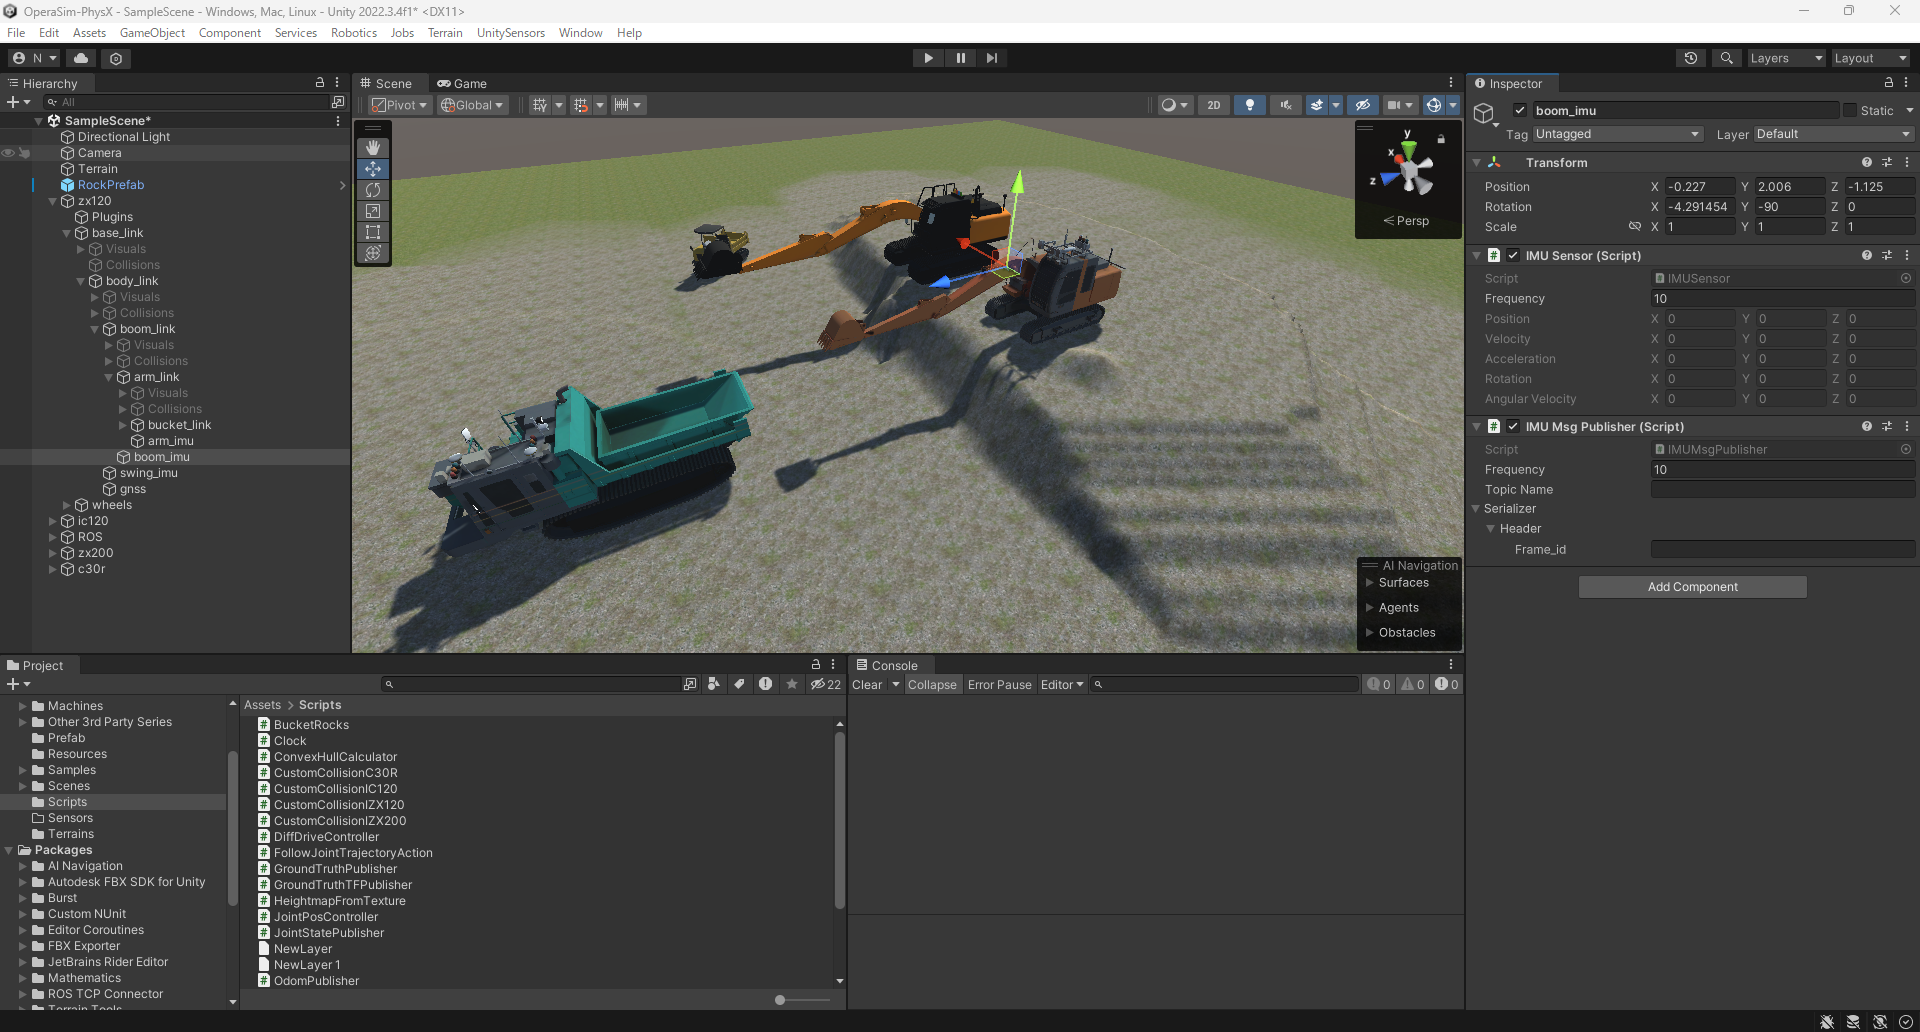 OperaSim-PhysX - SampleScene - Windows, Mac, Linux - Unity 2022.3.4f1* <DX11>
File Edit Assets GameObject Component Services Robotics Jobs Terrain UnitySensors Window Help
N Layers Layout
Hierarchy
All
SampleScene*
Directional Light
Camera
Terrain
RockPrefab
zx120
Plugins
base_link
Visuals
Collisions
body_link
Visuals
Collisions
boom_link
Visuals
Collisions
arm_link
Visuals
Collisions
bucket_link
arm_imu
boom_imu
swing_imu
gnss
wheels
ic120
ROS
zx200
c30r
Scene Game
Pivot Global 2D
y
x
z
Persp
AI Navigation
Surfaces
Agents
Obstacles
Inspector
boom_imu Static
Tag Untagged Layer Default
Transform
Position X -0.227 Y 2.006 Z -1.125
Rotation X -4.291454 Y -90 Z 0
Scale X 1 Y 1 Z 1
IMU Sensor (Script)
Script IMUSensor
Frequency 10
Position X 0 Y 0 Z 0
Velocity X 0 Y 0 Z 0
Acceleration X 0 Y 0 Z 0
Rotation X 0 Y 0 Z 0
Angular Velocity X 0 Y 0 Z 0
IMU Msg Publisher (Script)
Script IMUMsgPublisher
Frequency 10
Topic Name
Serializer
Header
Frame_id
Add Component
Project
22
Machines
Other 3rd Party Series
Prefab
Resources
Samples
Scenes
Scripts
Sensors
Terrains
Packages
AI Navigation
Autodesk FBX SDK for Unity
Burst
Custom NUnit
Editor Coroutines
FBX Exporter
JetBrains Rider Editor
Mathematics
ROS TCP Connector
Terrain Tools
Assets > Scripts
BucketRocks
Clock
ConvexHullCalculator
CustomCollisionC30R
CustomCollisionIC120
CustomCollisionIZX120
CustomCollisionIZX200
DiffDriveController
FollowJointTrajectoryAction
GroundTruthPublisher
GroundTruthTFPublisher
HeightmapFromTexture
JointPosController
JointStatePublisher
NewLayer
NewLayer 1
OdomPublisher
Console
Clear Collapse Error Pause Editor 0 0 0